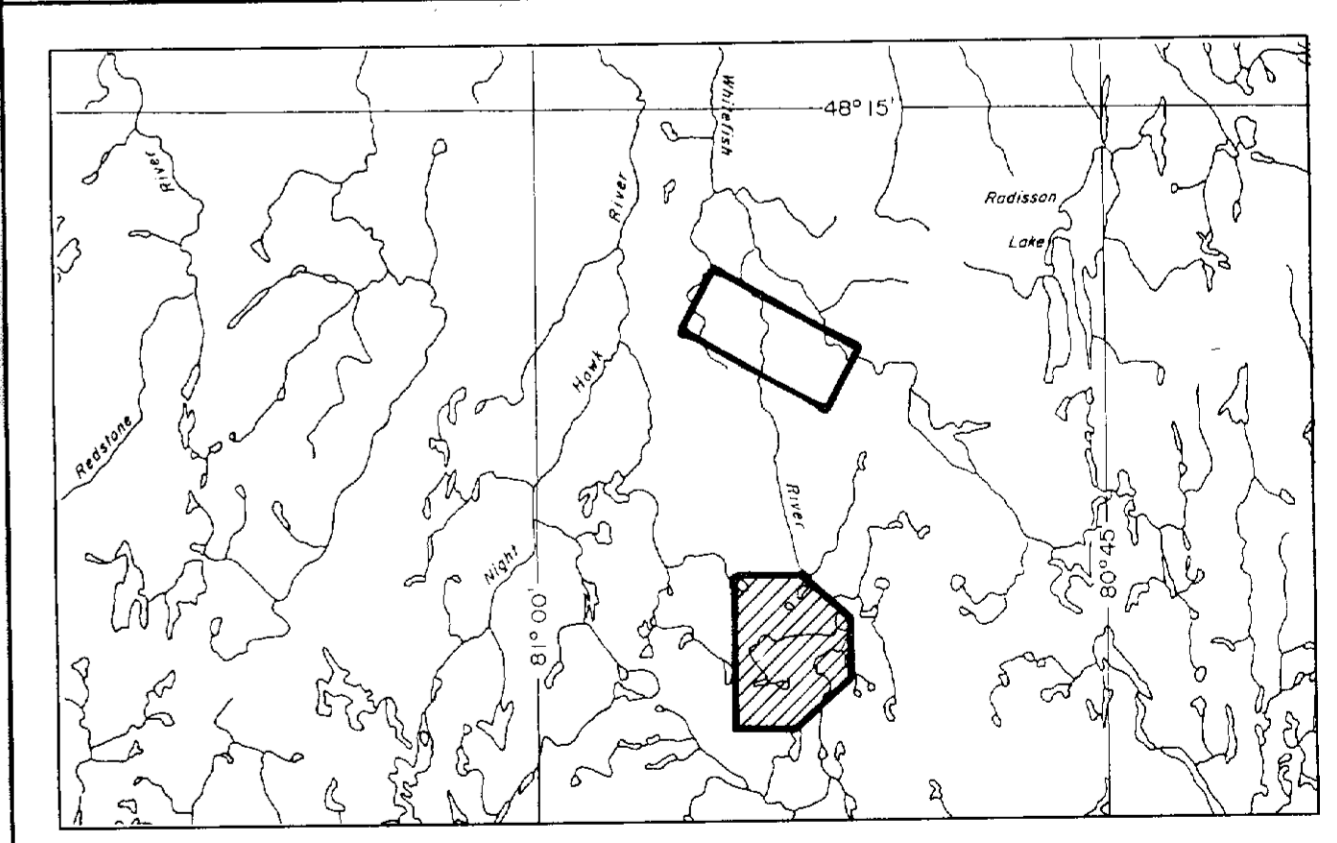 Whitefish
48° 15'
River
River
Radisson
Lake
Hawk
Redstone
River
Night
80° 45'
81° 00'